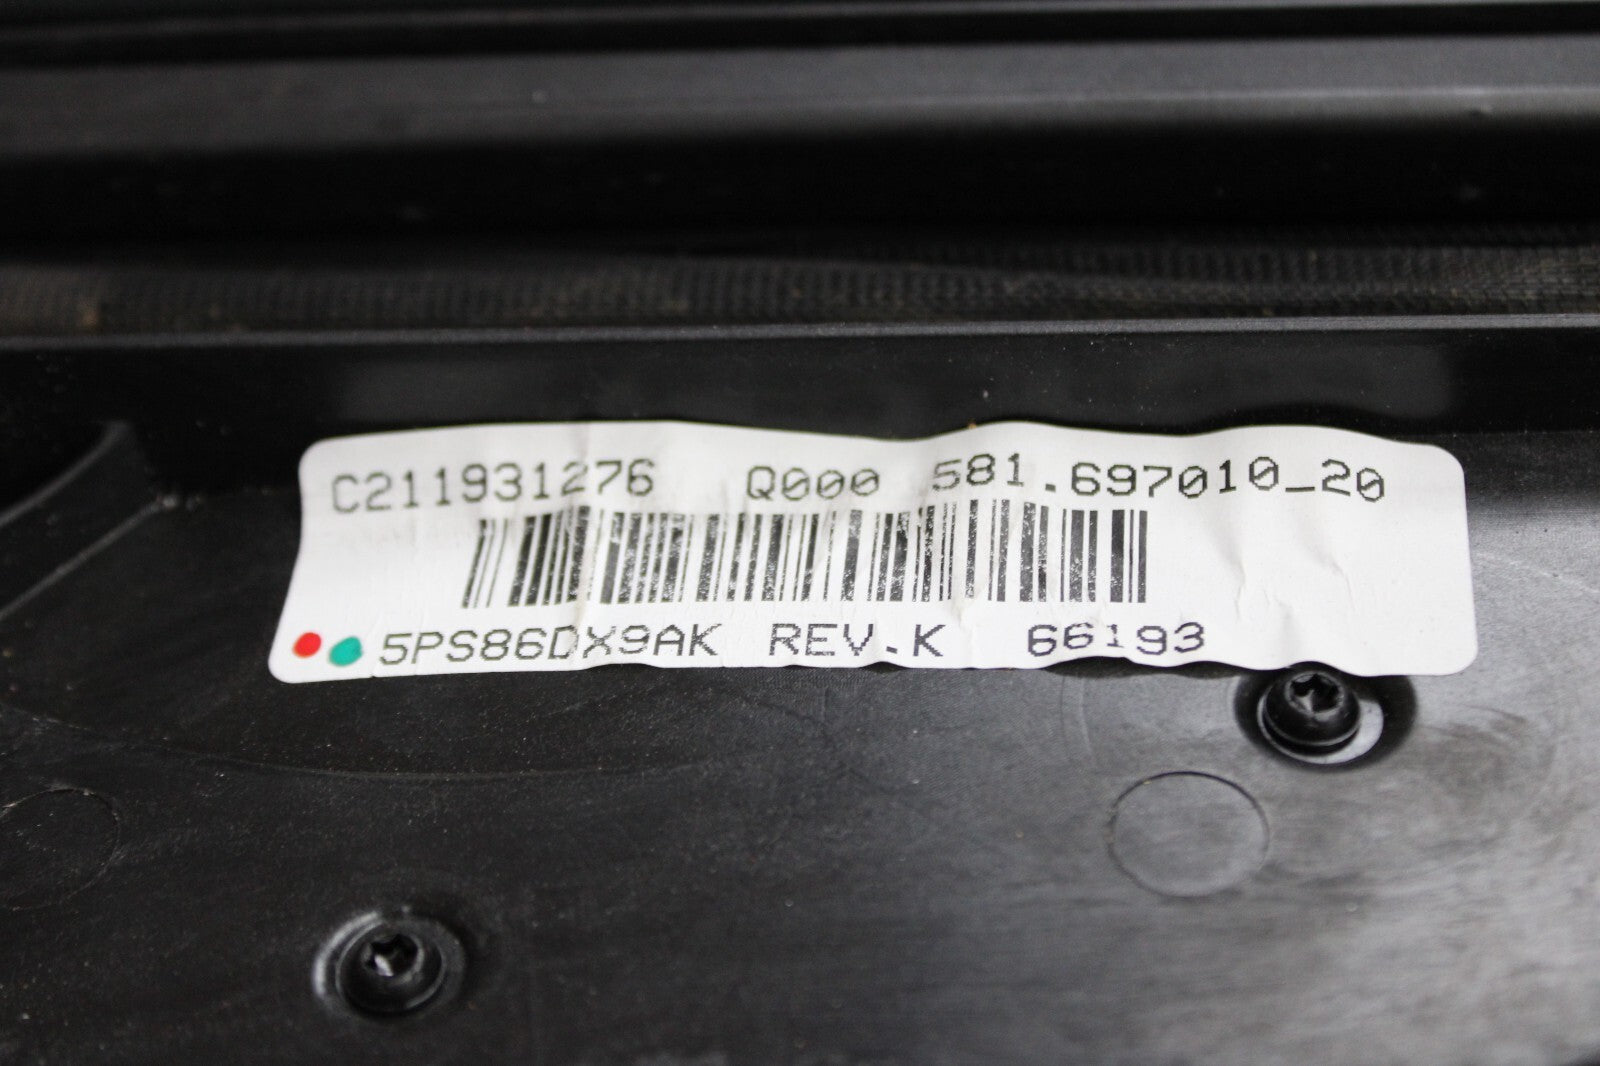 C211931276 Q000 581.697010_20
5PS86DX9AK REV.K 66193